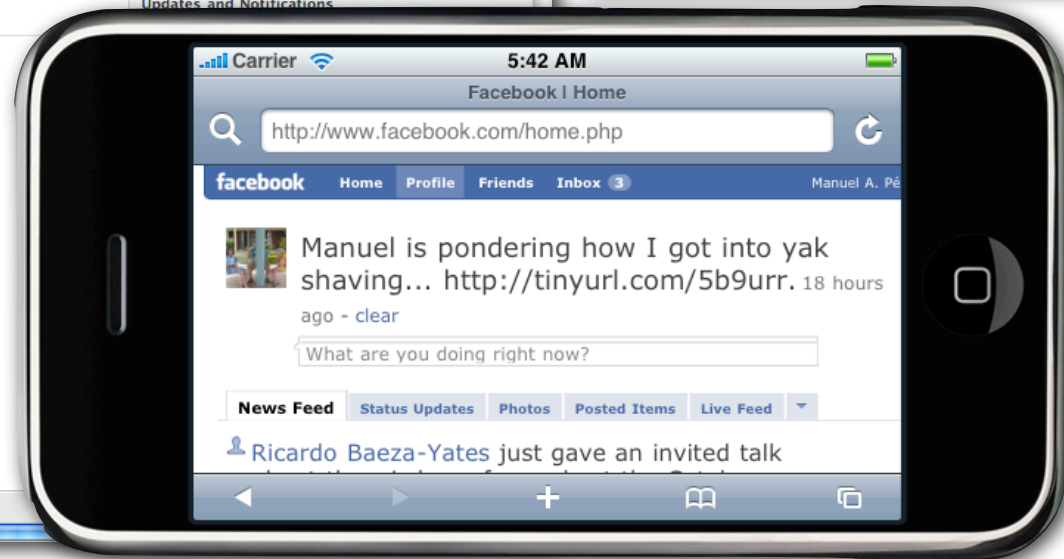 Updates and Notifications
Carrier 5:42 AM
Facebook | Home
http://www.facebook.com/home.php
facebook Home Profile Friends Inbox 3 Manuel A. Pé
Manuel is pondering how I got into yak
shaving... http://tinyurl.com/5b9urr. 18 hours
ago - clear
What are you doing right now?
News Feed Status Updates Photos Posted Items Live Feed
Ricardo Baeza-Yates just gave an invited talk